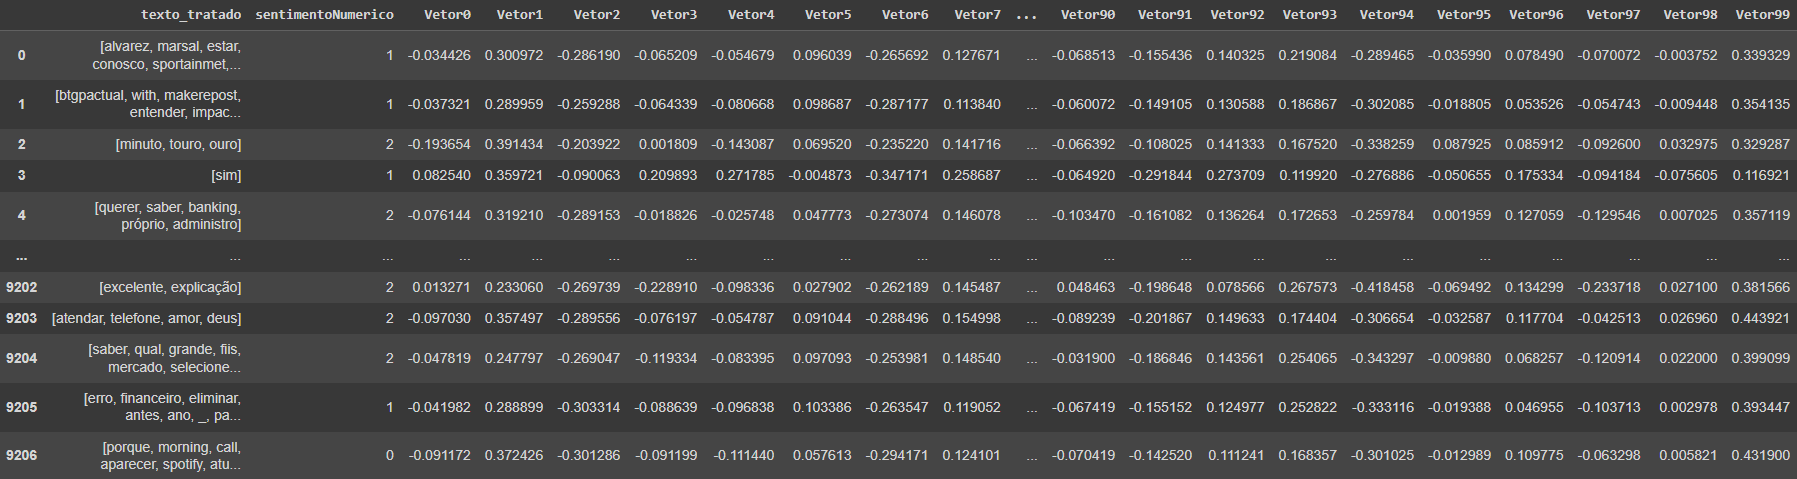 texto_tratado sentimentoNumerico Vetor0 Vetor1 Vetor2 Vetor3 Vetor4 Vetor5 Vetor6 Vetor7 ... Vetor90 Vetor91 Vetor92 Vetor93 Vetor94 Vetor95 Vetor96 Vetor97 Vetor98 Vetor99
0 [alvarez, marsal, estar, conosco, sportainmet,... 1 -0.034426 0.300972 -0.286190 -0.065209 -0.054679 0.096039 -0.265692 0.127671 ... -0.068513 -0.155436 0.140325 0.219084 -0.289465 -0.035990 0.078490 -0.070072 -0.003752 0.339329
1 [btgpactual, with, makerepost, entender, impac... 1 -0.037321 0.289959 -0.259288 -0.064339 -0.080668 0.098687 -0.287177 0.113840 ... -0.060072 -0.149105 0.130588 0.186867 -0.302085 -0.018805 0.053526 -0.054743 -0.009448 0.354135
2 [minuto, touro, ouro] 2 -0.193654 0.391434 -0.203922 0.001809 -0.143087 0.069520 -0.235220 0.141716 ... -0.066392 -0.108025 0.141333 0.167520 -0.338259 0.087925 0.085912 -0.092600 0.032975 0.329287
3 [sim] 1 0.082540 0.359721 -0.090063 0.209893 0.271785 -0.004873 -0.347171 0.258687 ... -0.064920 -0.291844 0.273709 0.119920 -0.276886 -0.050655 0.175334 -0.094184 -0.075605 0.116921
4 [querer, saber, banking, próprio, administro] 2 -0.076144 0.319210 -0.289153 -0.018826 -0.025748 0.047773 -0.273074 0.146078 ... -0.103470 -0.161082 0.136264 0.172653 -0.259784 0.001959 0.127059 -0.129546 0.007025 0.357119
... ... ... ... ... ... ... ... ... ... ... ... ... ... ... ... ... ... ... ... ... ...
9202 [excelente, explicação] 2 0.013271 0.233060 -0.269739 -0.228910 -0.098336 0.027902 -0.262189 0.145487 ... 0.048463 -0.198648 0.078566 0.267573 -0.418458 -0.069492 0.134299 -0.233718 0.027100 0.381566
9203 [atendar, telefone, amor, deus] 2 -0.097030 0.357497 -0.289556 -0.076197 -0.054787 0.091044 -0.288496 0.154998 ... -0.089239 -0.201867 0.149633 0.174404 -0.306654 -0.032587 0.117704 -0.042513 0.026960 0.443921
9204 [saber, qual, grande, fiis, mercado, selecione... 2 -0.047819 0.247797 -0.269047 -0.119334 -0.083395 0.097093 -0.253981 0.148540 ... -0.031900 -0.186846 0.143561 0.254065 -0.343297 -0.009880 0.068257 -0.120914 0.022000 0.399099
9205 [erro, financeiro, eliminar, antes, ano, _, pa... 1 -0.041982 0.288899 -0.303314 -0.088639 -0.096838 0.103386 -0.263547 0.119052 ... -0.067419 -0.155152 0.124977 0.252822 -0.333116 -0.019388 0.046955 -0.103713 0.002978 0.393447
9206 [porque, morning, call, aparecer, spotify, atu... 0 -0.091172 0.372426 -0.301286 -0.091199 -0.111440 0.057613 -0.294171 0.124101 ... -0.070419 -0.142520 0.111241 0.168357 -0.301025 -0.012989 0.109775 -0.063298 0.005821 0.431900